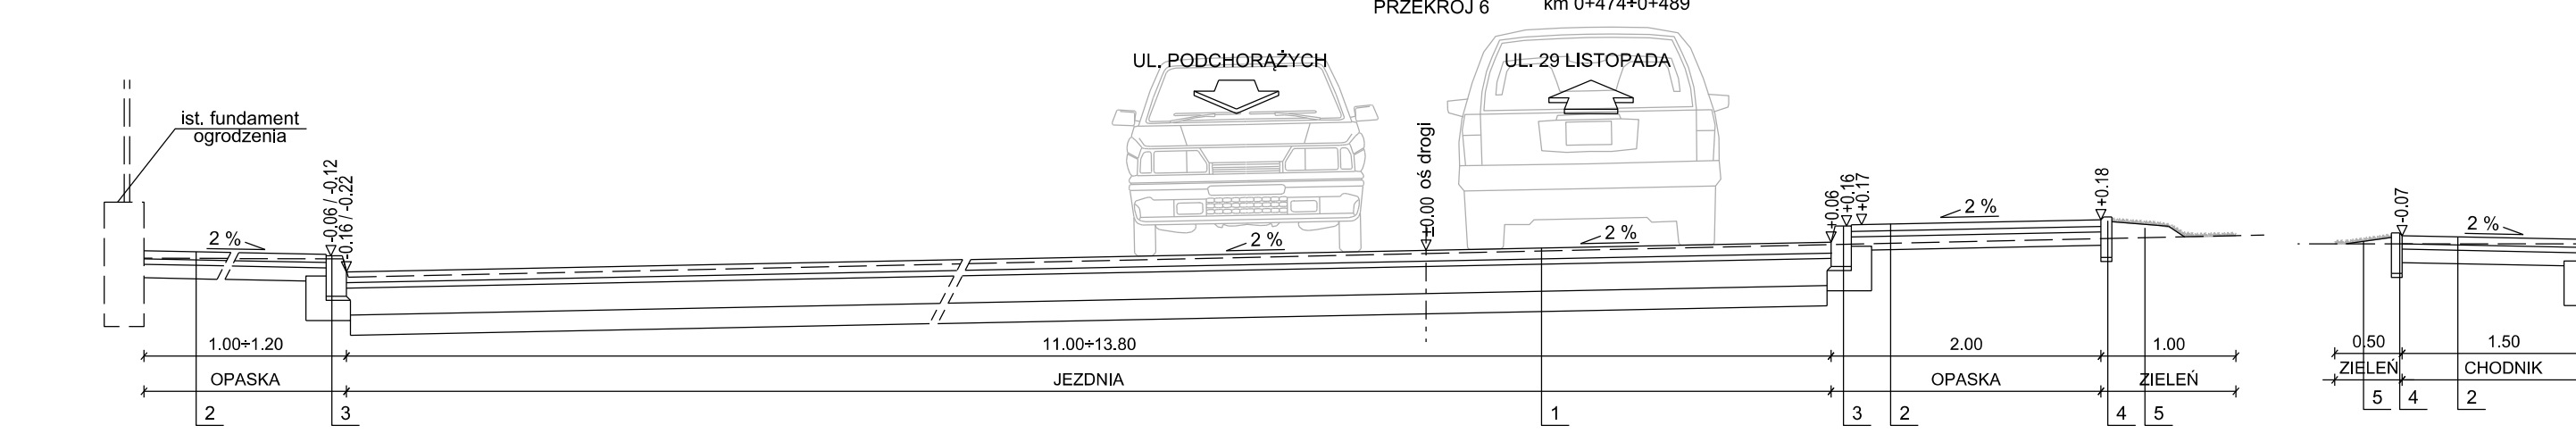 PRZEKRÓJ 6 km 0+474÷0+489
UL. PODCHORĄŻYCH UL. 29 LISTOPADA
ist. fundament
ogrodzenia
-0.06 / -0.12
-0.16 / -0.22
±0.00 oś drogi
+0.06
+0.16
+0.17
+0.18
-0.07
2 % 2 % 2 % 2 % 2 %
1.00÷1.20 11.00÷13.80 2.00 1.00 0.50 1.50
OPASKA JEZDNIA OPASKA ZIELEŃ ZIELEŃ CHODNIK
2 3 1 3 2 4 5 5 4 2